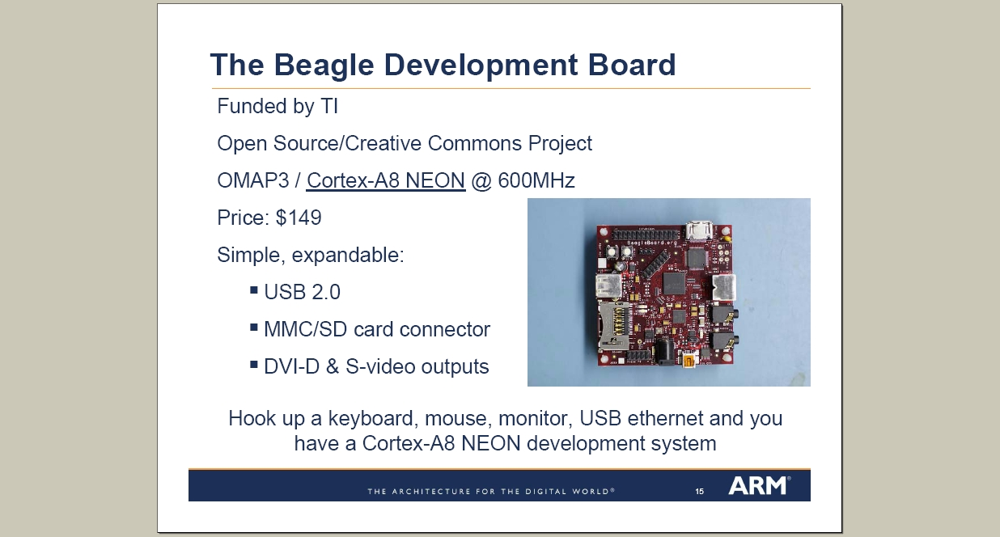 The Beagle Development Board
Funded by TI
Open Source/Creative Commons Project
OMAP3 / Cortex-A8 NEON @ 600MHz
Price: $149
Simple, expandable:
▪ USB 2.0
▪ MMC/SD card connector
▪ DVI-D & S-video outputs
BeagleBoard.org
Hook up a keyboard, mouse, monitor, USB ethernet and you
have a Cortex-A8 NEON development system
THE ARCHITECTURE FOR THE DIGITAL WORLD®
15
ARM®